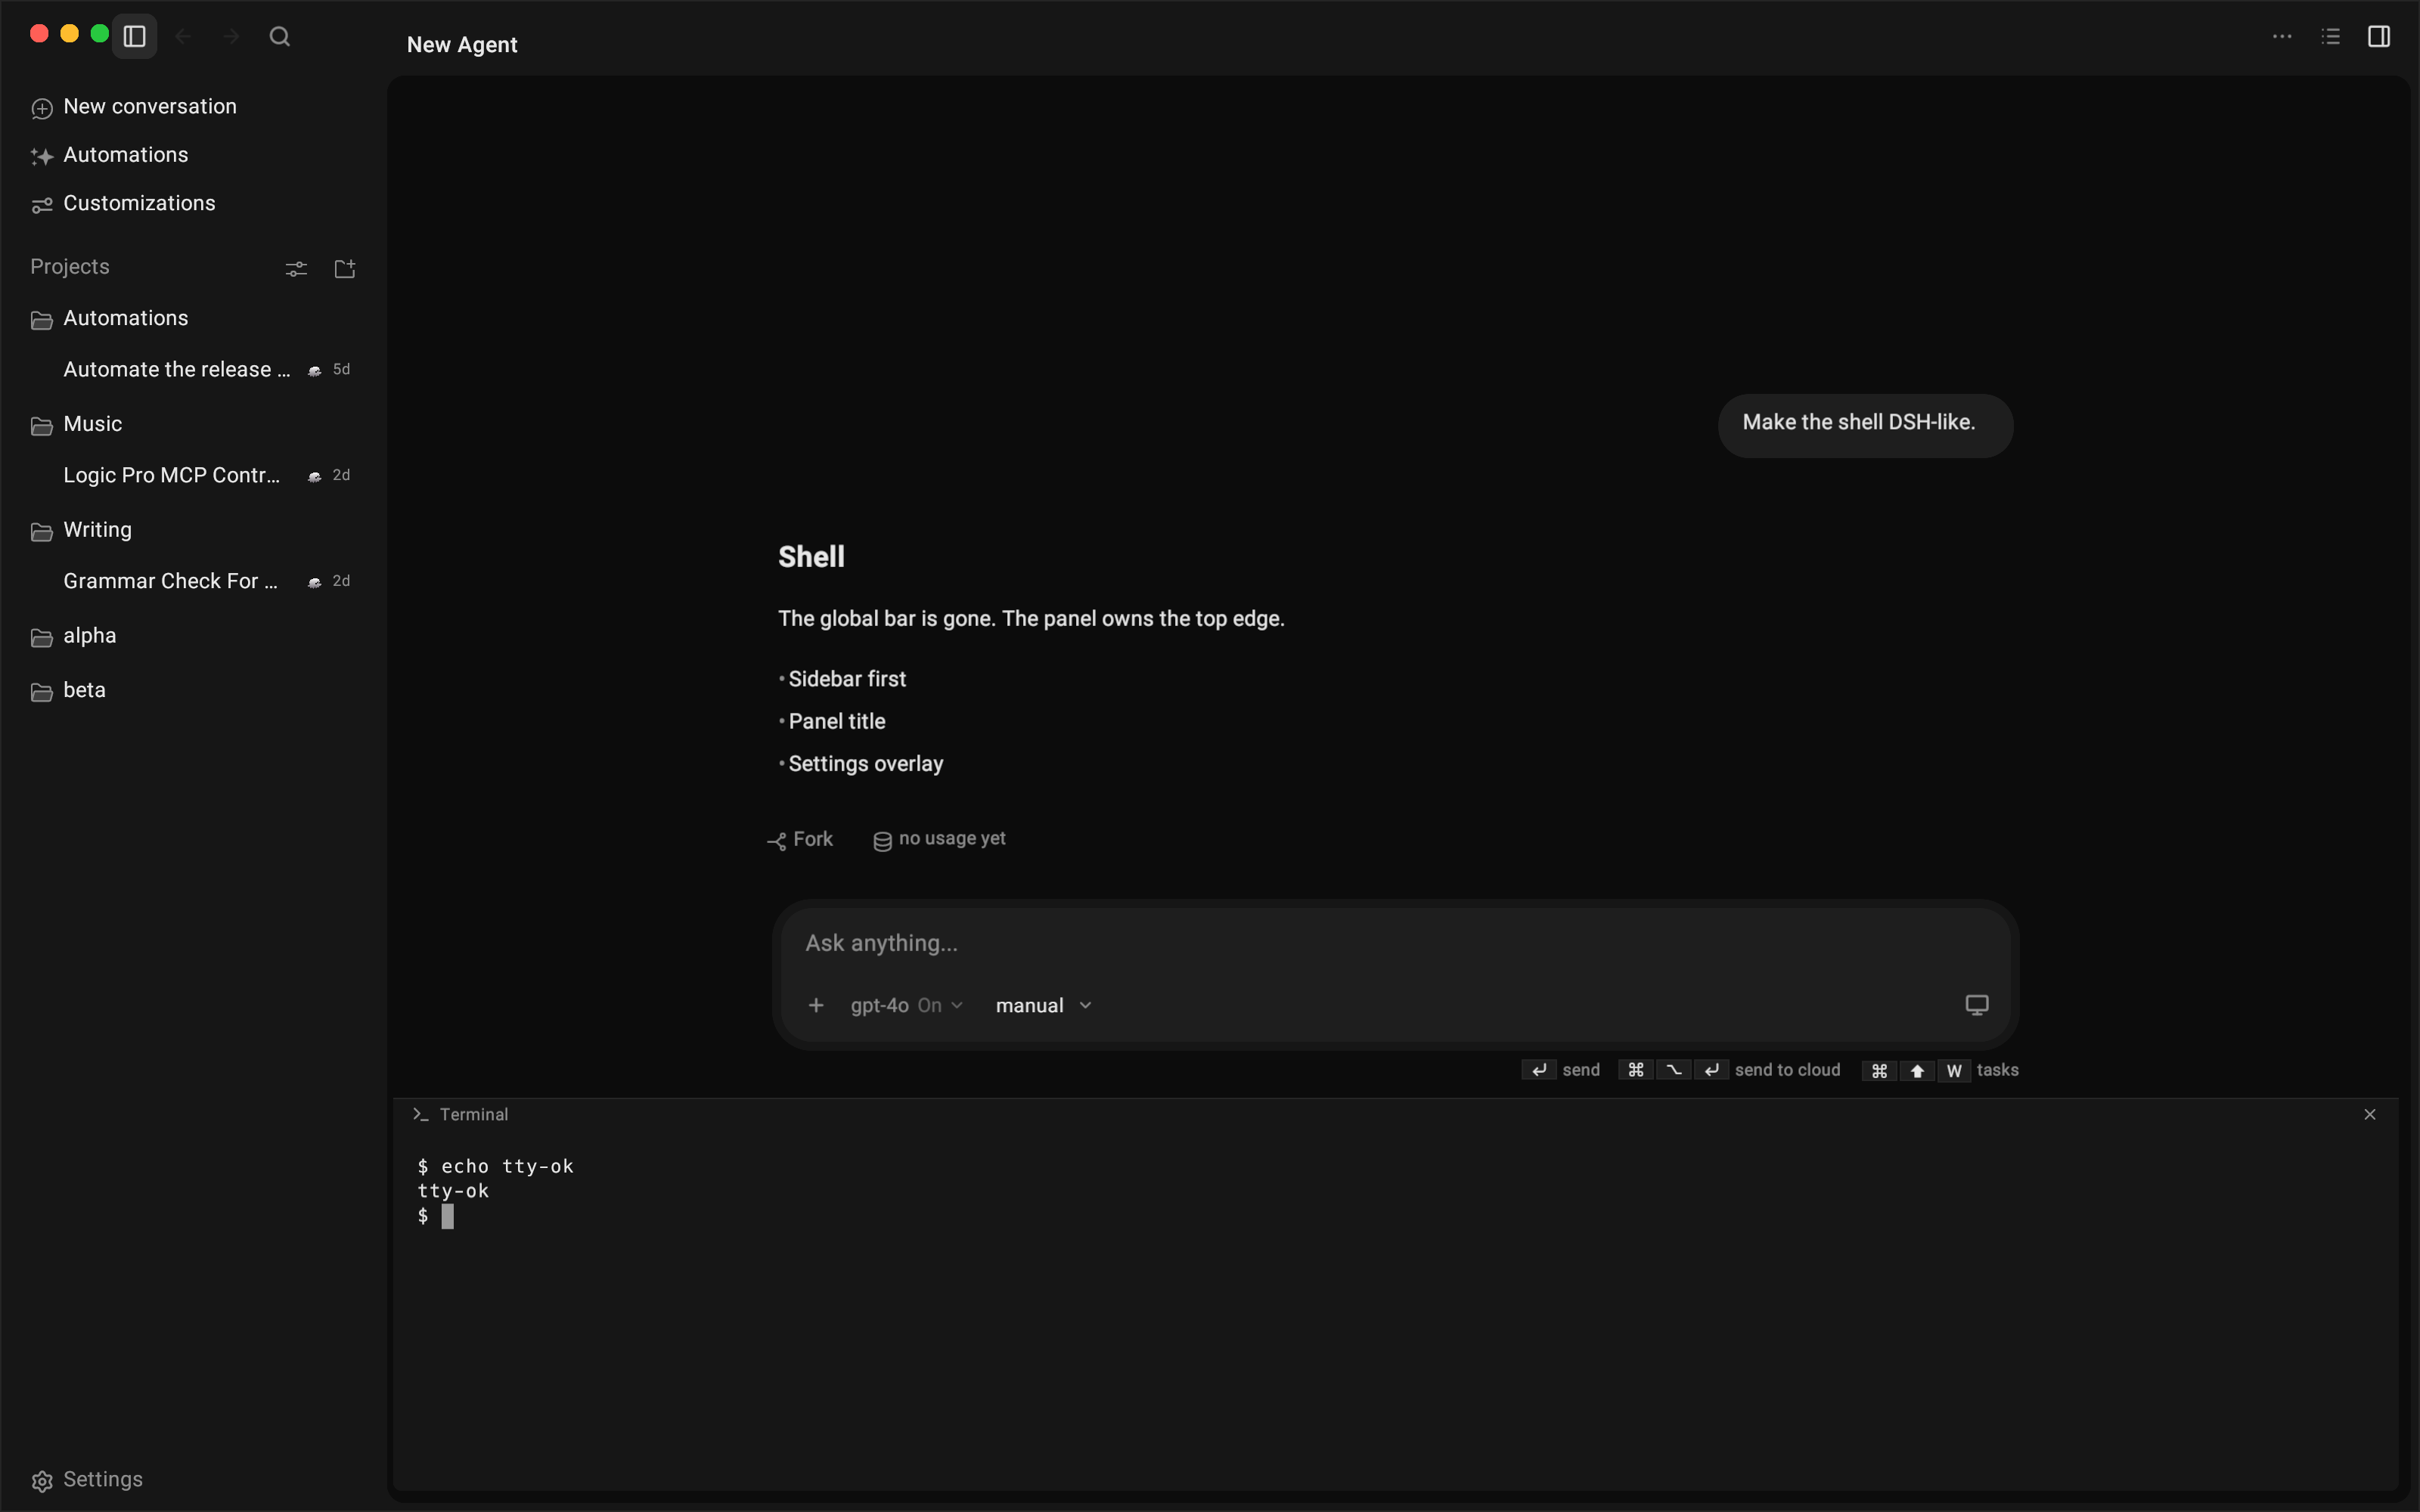 New Agent
New conversation
Automations
Customizations
Projects
Automations
Automate the release ... 5d
Music
Logic Pro MCP Contr... 2d
Writing
Grammar Check For ... 2d
alpha
beta
Settings
Make the shell DSH-like.
Shell
The global bar is gone. The panel owns the top edge.
• Sidebar first
• Panel title
• Settings overlay
Fork no usage yet
Ask anything...
gpt-4o On manual
↵ send ⌘ ⌥ ↵ send to cloud ⌘ ⬆ W tasks
Terminal
$ echo tty-ok
tty-ok
$